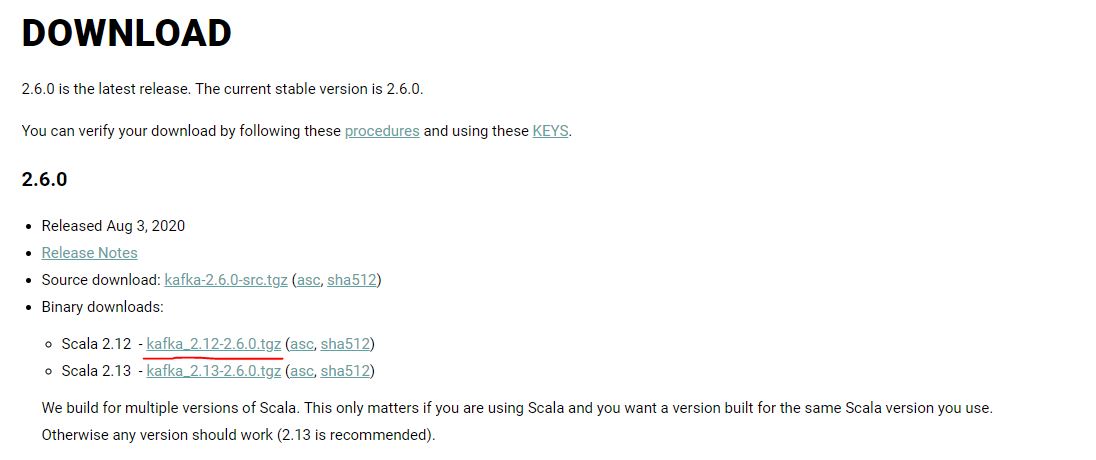 DOWNLOAD
2.6.0 is the latest release. The current stable version is 2.6.0.
You can verify your download by following these procedures and using these KEYS.
2.6.0
• Released Aug 3, 2020
• Release Notes
• Source download: kafka-2.6.0-src.tgz (asc, sha512)
• Binary downloads:
◦ Scala 2.12 - kafka_2.12-2.6.0.tgz (asc, sha512)
◦ Scala 2.13 - kafka_2.13-2.6.0.tgz (asc, sha512)
We build for multiple versions of Scala. This only matters if you are using Scala and you want a version built for the same Scala version you use.
Otherwise any version should work (2.13 is recommended).